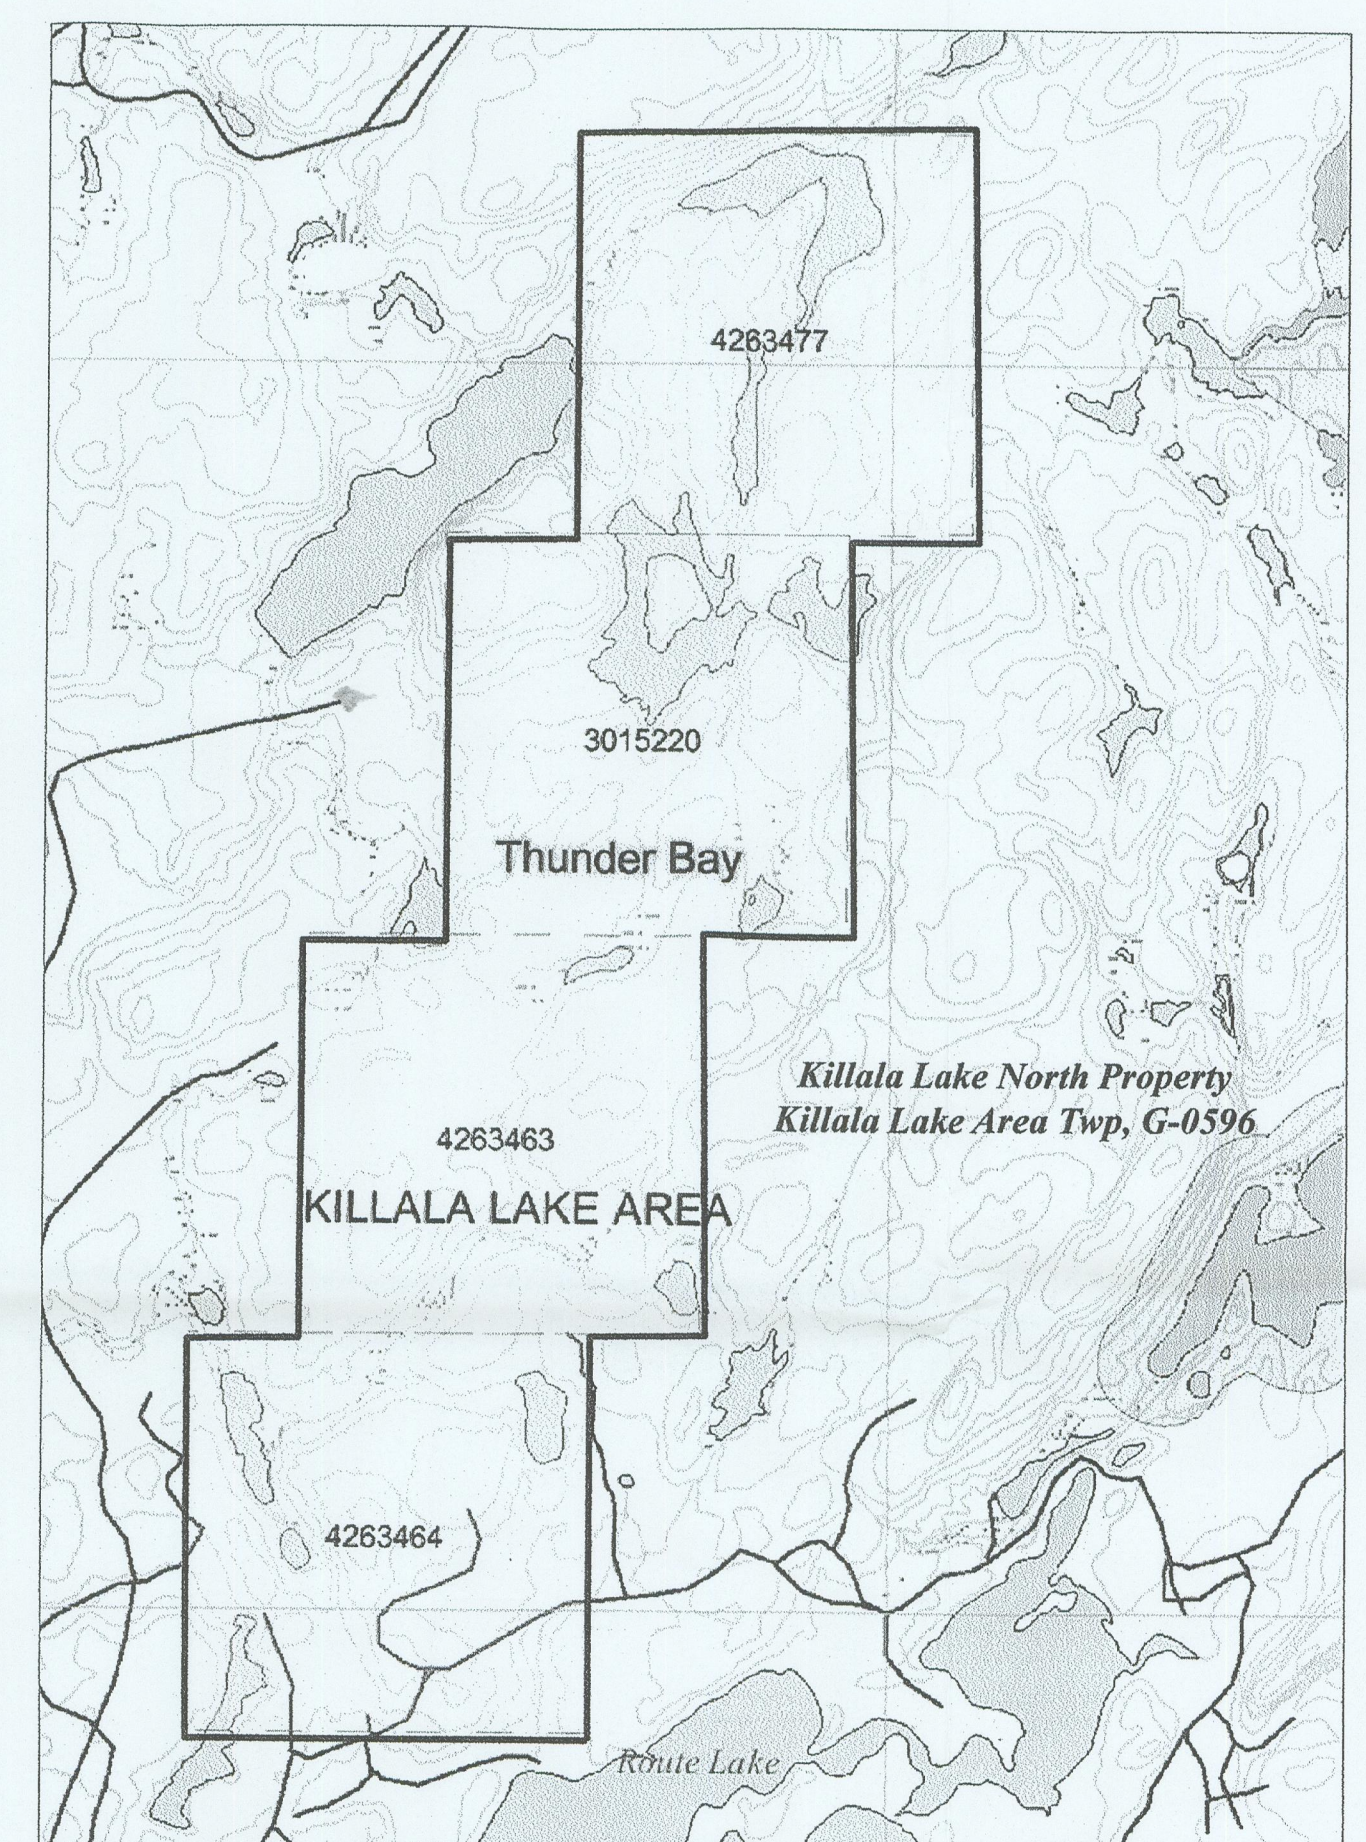 4263477
3015220
Thunder Bay
Killala Lake North Property
Killala Lake Area Twp, G-0596
4263463
KILLALA LAKE AREA
4263464
Route Lake